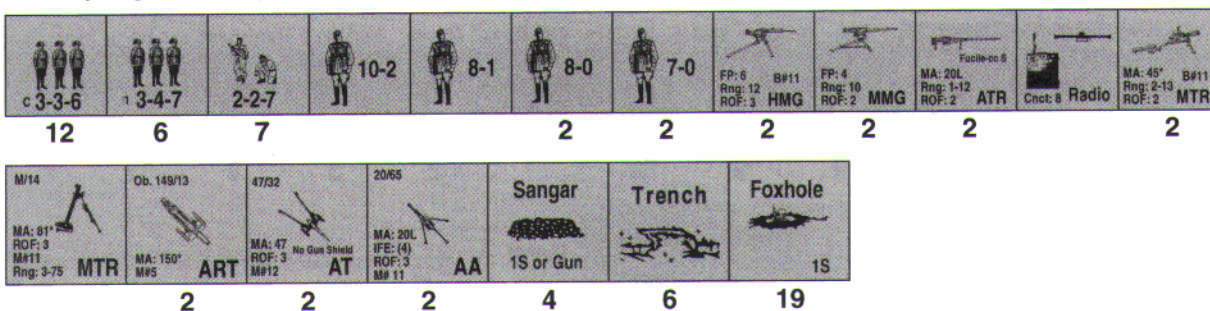 C 3-3-6
1 3-4-7
2-2-7
10-2
8-1
8-0
7-0
FP: 6 B#11
Rng: 12
ROF: 3 HMG
FP: 4
Rng: 10
ROF: 2 MMG
Fucile-cc S
MA: 20L
Rng: 1-12
ROF: 2 ATR
Cnct: 8 Radio
MA: 45* B#11
Rng: 2-13
ROF: 2 MTR
12 6 7 2 2 2 2 2 2
M/14
MA: 81*
ROF: 3
M#11
Rng: 3-75 MTR
Ob. 149/13
MA: 150*
M#5 ART
47/32
MA: 47
ROF: 3 No Gun Shield
M#12 AT
20/65
MA: 20L
IFE: (4)
ROF: 3
M# 11 AA
Sangar
1S or Gun
Trench
Foxhole
1S
2 2 2 4 6 19